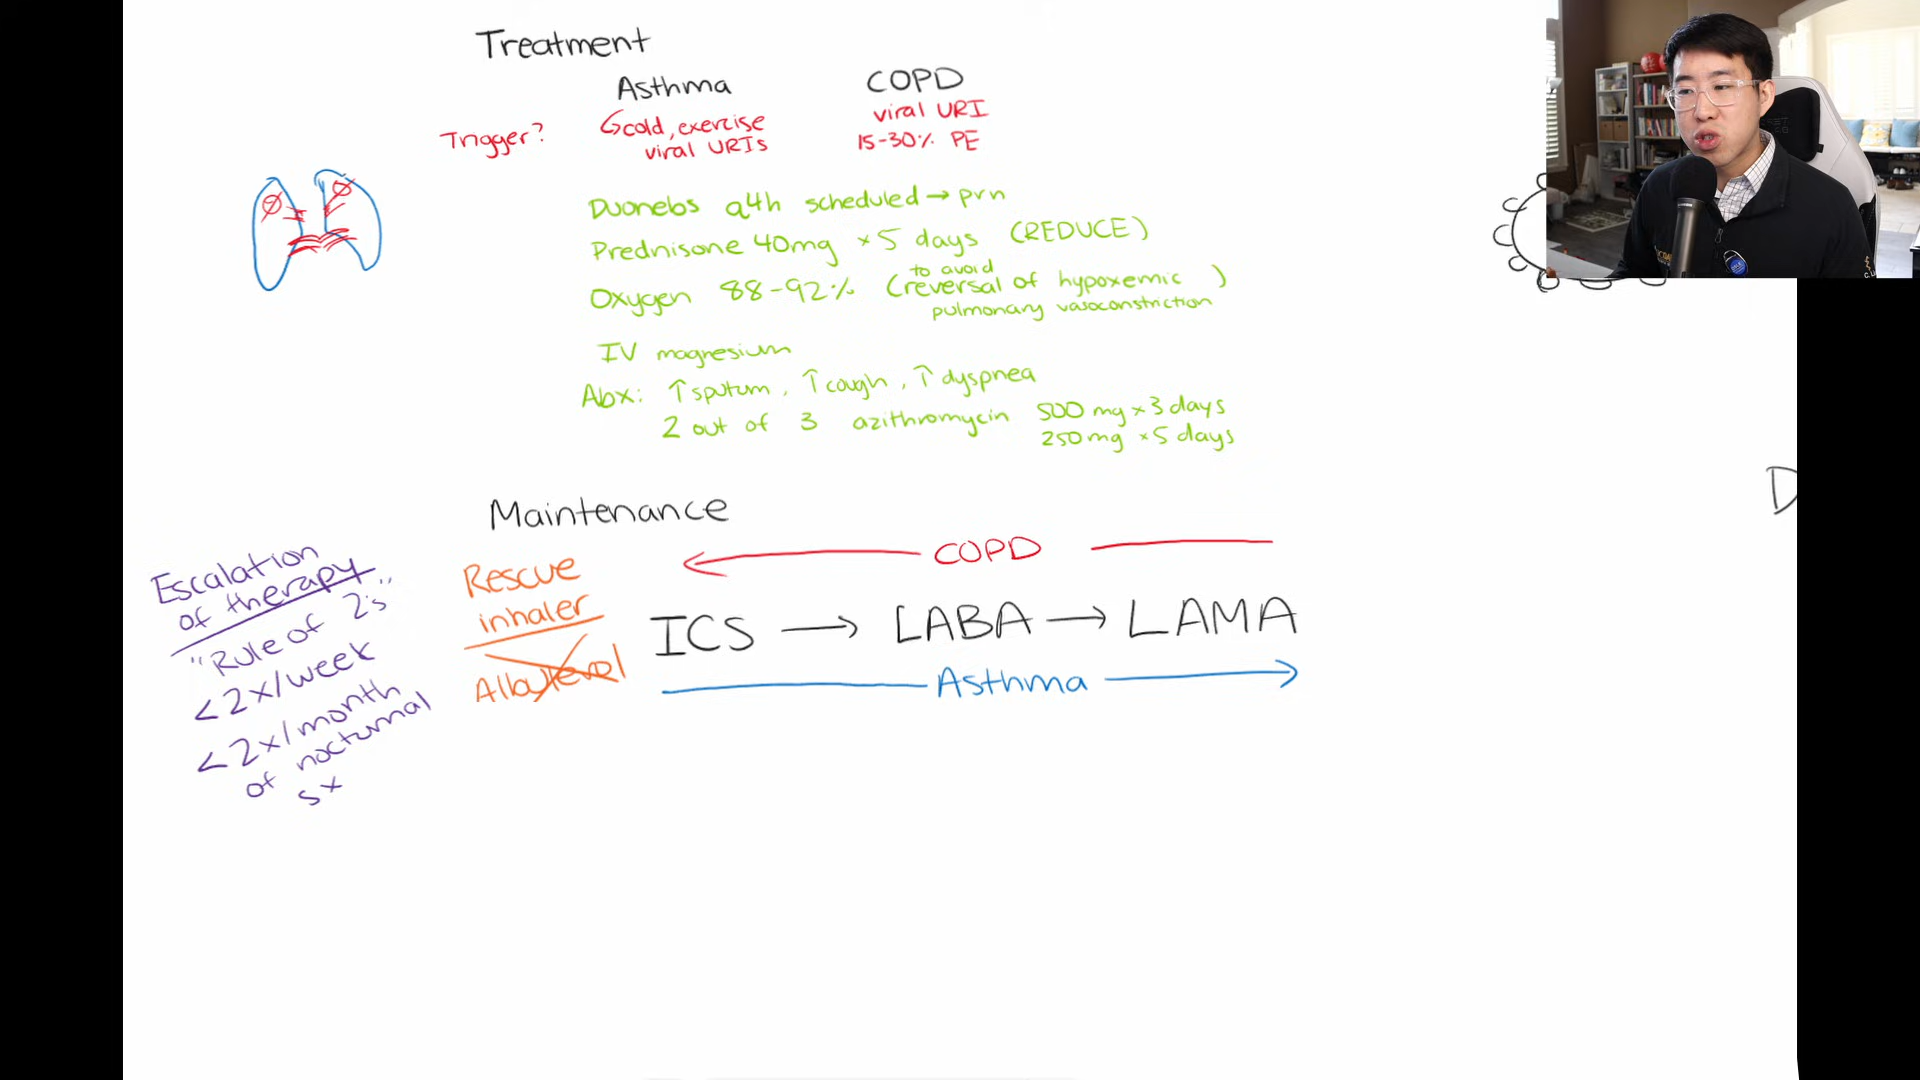 Treatment
Asthma COPD
Trigger? cold, exercise viral URI
viral URIs 15-30% PE
Duonebs q4h scheduled → prn
Prednisone 40mg x 5 days (REDUCE)
Oxygen 88-92% (to avoid reversal of hypoxemic
pulmonary vasoconstriction)
IV magnesium
Abx: ↑sputum, ↑cough, ↑dyspnea
2 out of 3 azithromycin 500 mg x 3 days
250 mg x 5 days
Maintenance
Escalation
of therapy
"Rule of 2's"
<2x/week
<2x/month
of nocturnal
sx
Rescue
inhaler
Albuterol
COPD
ICS → LABA → LAMA
Asthma
D